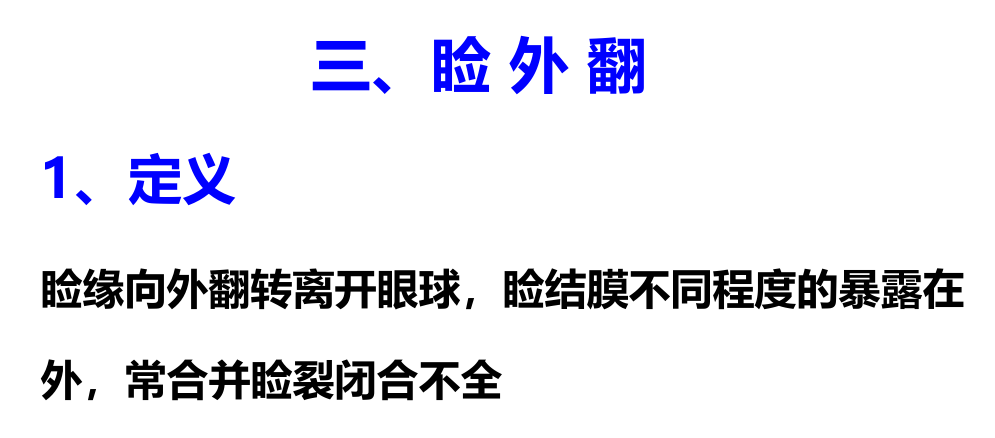 三、睑 外 翻
1、定义
睑缘向外翻转离开眼球，睑结膜不同程度的暴露在
外，常合并睑裂闭合不全